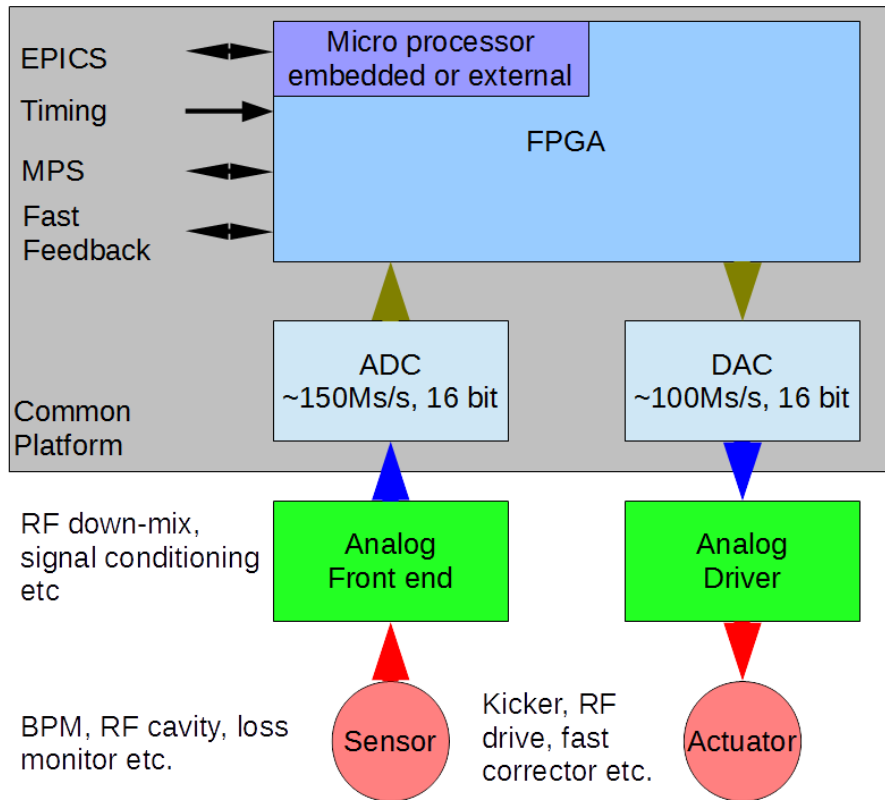 Micro processor
embedded or external
FPGA
EPICS
Timing
MPS
Fast
Feedback
ADC
~150Ms/s, 16 bit
DAC
~100Ms/s, 16 bit
Common
Platform
RF down-mix,
signal conditioning
etc
Analog
Front end
Analog
Driver
BPM, RF cavity, loss
monitor etc.
Sensor
Kicker, RF
drive, fast
corrector etc.
Actuator